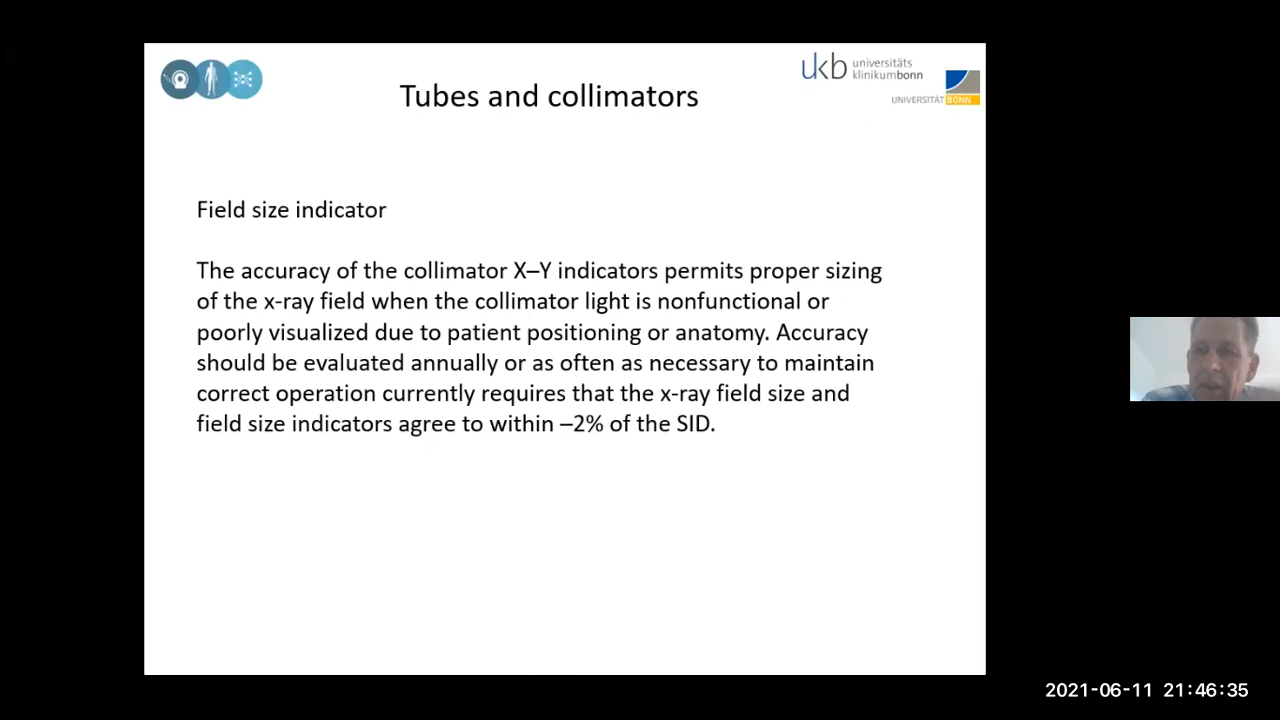 ukb universitäts
klinikumbonn
UNIVERSITÄT BONN
Tubes and collimators
Field size indicator
The accuracy of the collimator X–Y indicators permits proper sizing
of the x-ray field when the collimator light is nonfunctional or
poorly visualized due to patient positioning or anatomy. Accuracy
should be evaluated annually or as often as necessary to maintain
correct operation currently requires that the x-ray field size and
field size indicators agree to within –2% of the SID.
2021-06-11 21:46:35